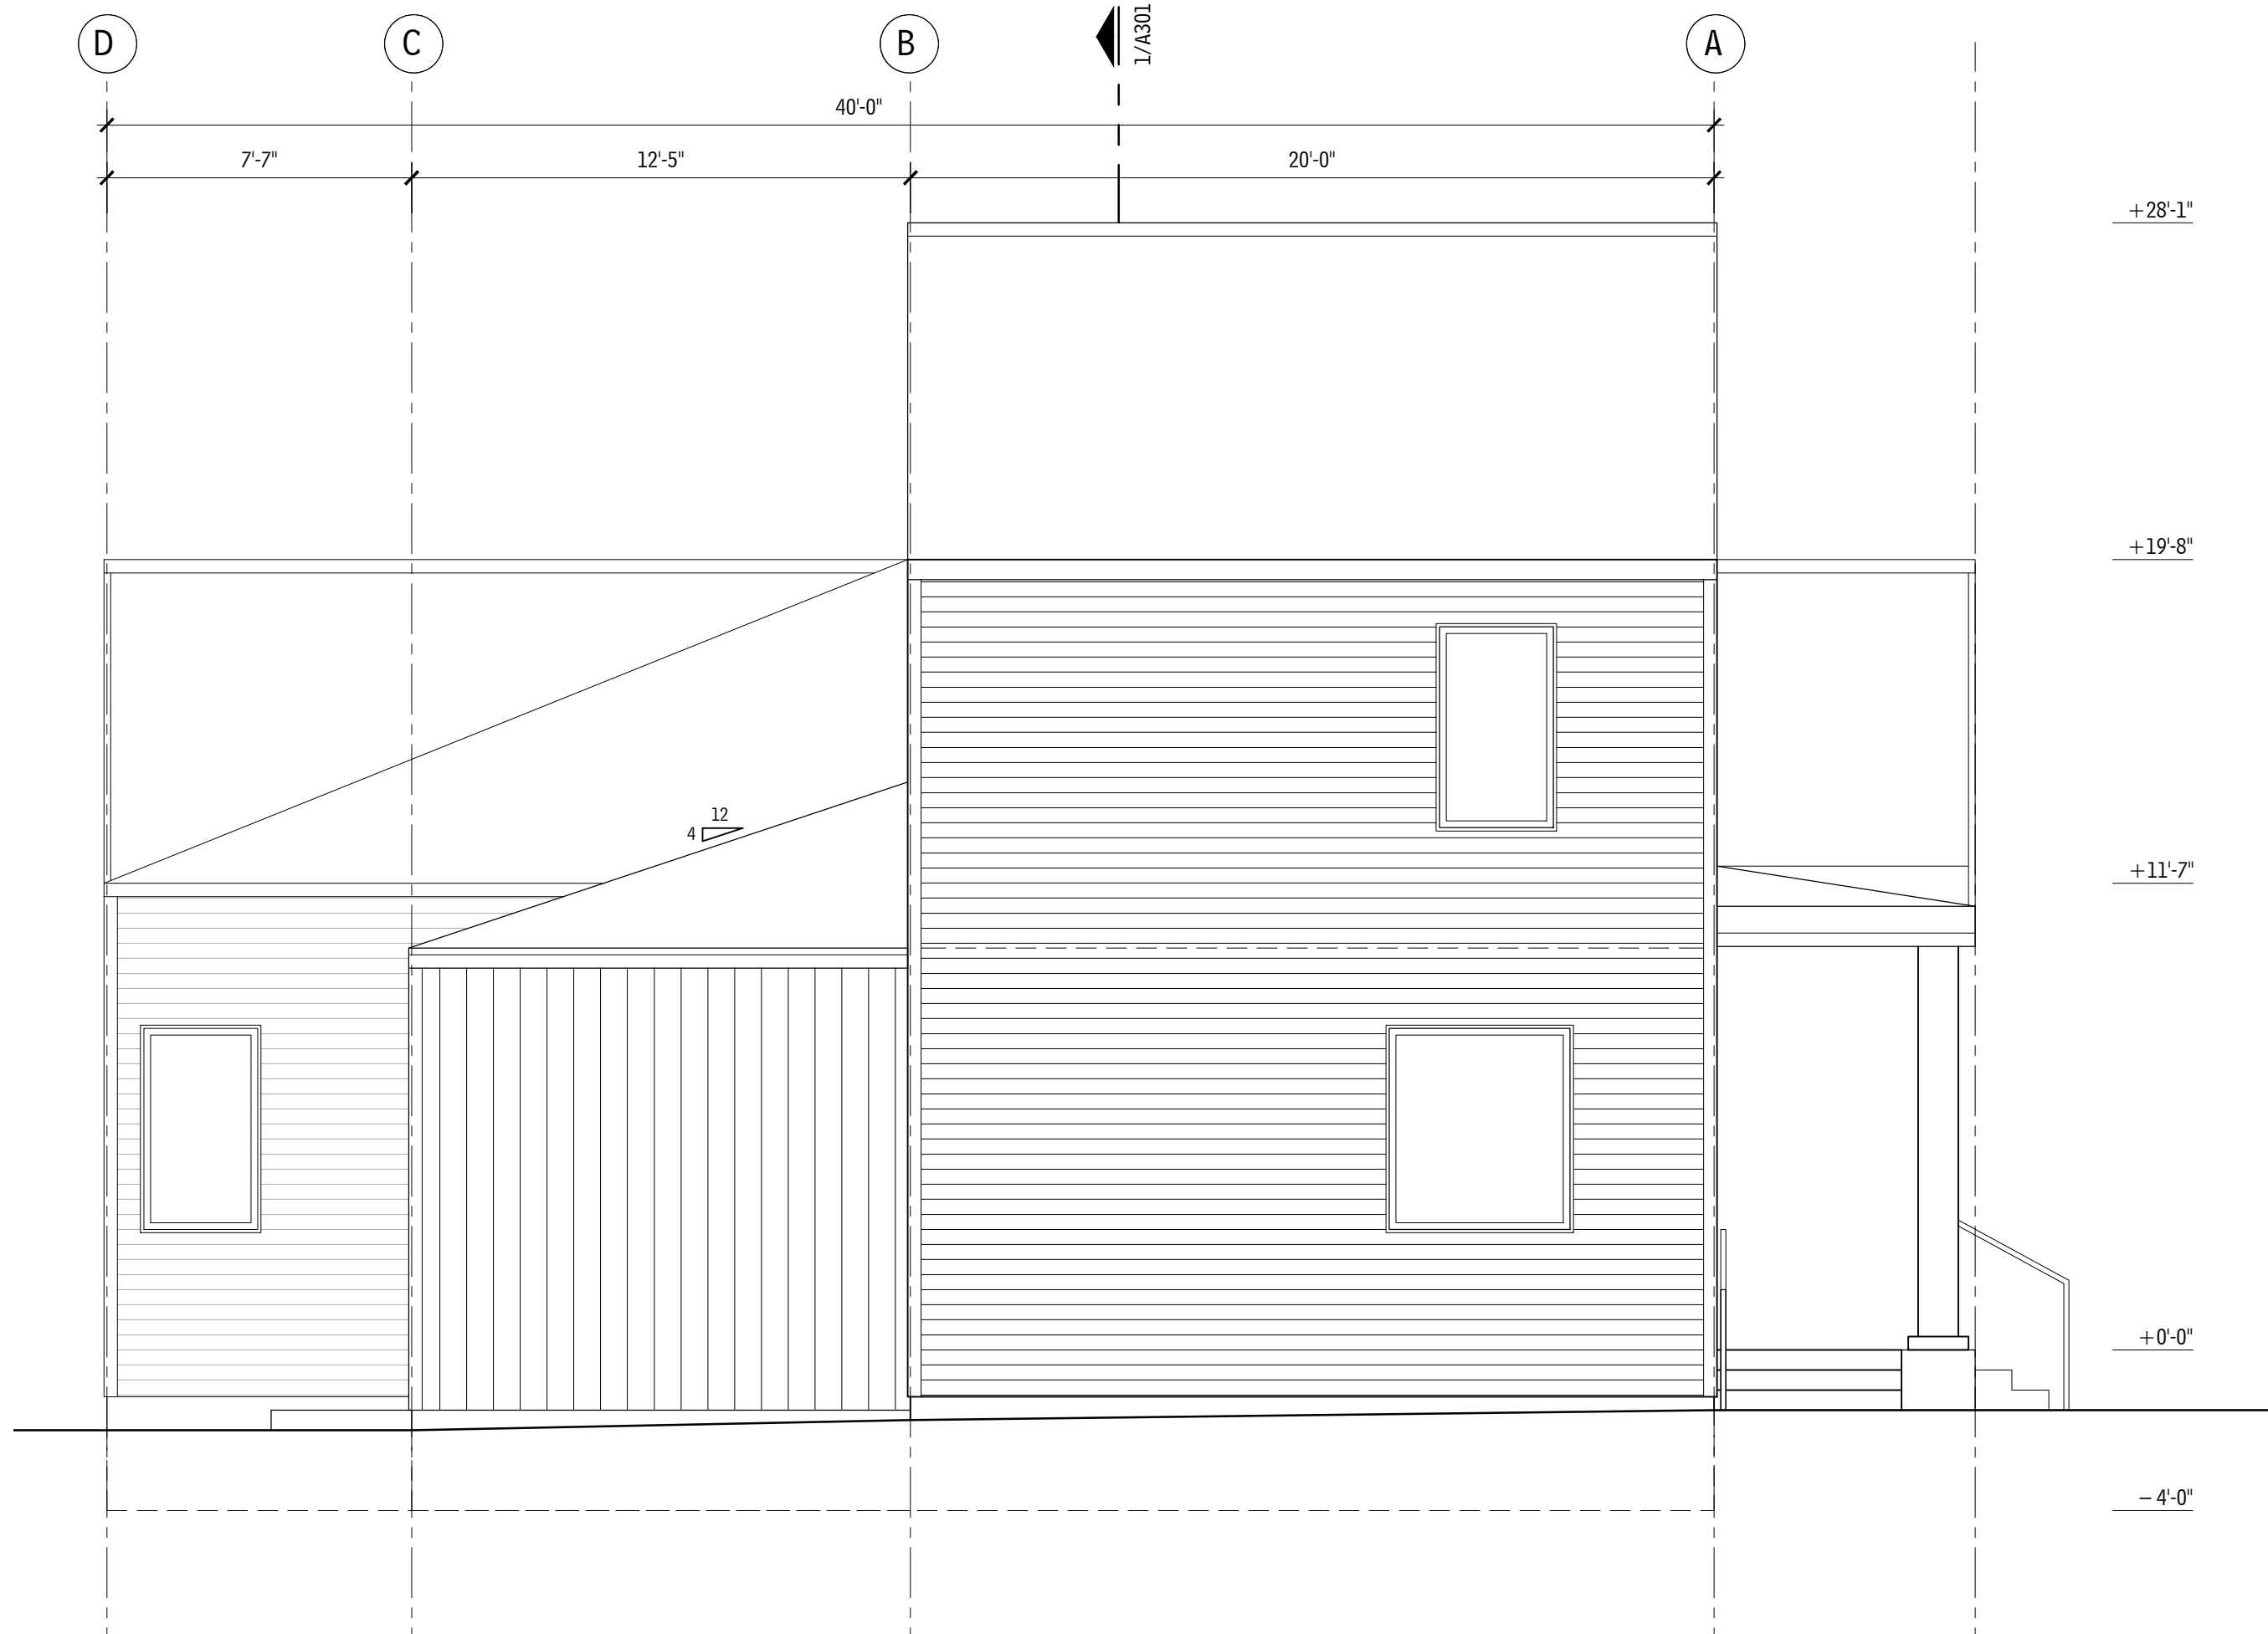 D
C
B
1/A301
A
40'-0"
7'-7"
12'-5"
20'-0"
+28'-1"
+19'-8"
12
4
+11'-7"
+0'-0"
− 4'-0"